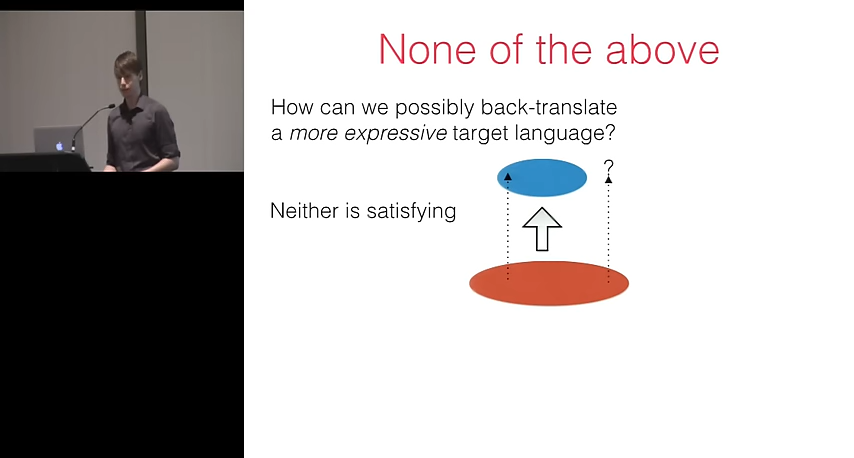 None of the above
How can we possibly back-translate
a more expressive target language?
?
Neither is satisfying